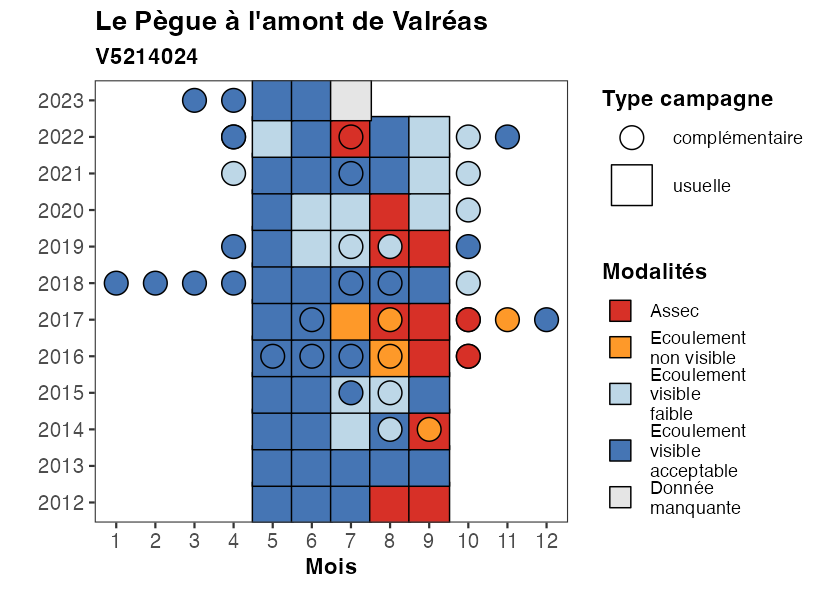 Le Pègue à l'amont de Valréas
V5214024
2023
2022
2021
2020
2019
2018
2017
2016
2015
2014
2013
2012
1 2 3 4 5 6 7 8 9 10 11 12
Mois
Type campagne
complémentaire
usuelle
Modalités
Assec
Ecoulement
non visible
Ecoulement
visible
faible
Ecoulement
visible
acceptable
Donnée
manquante